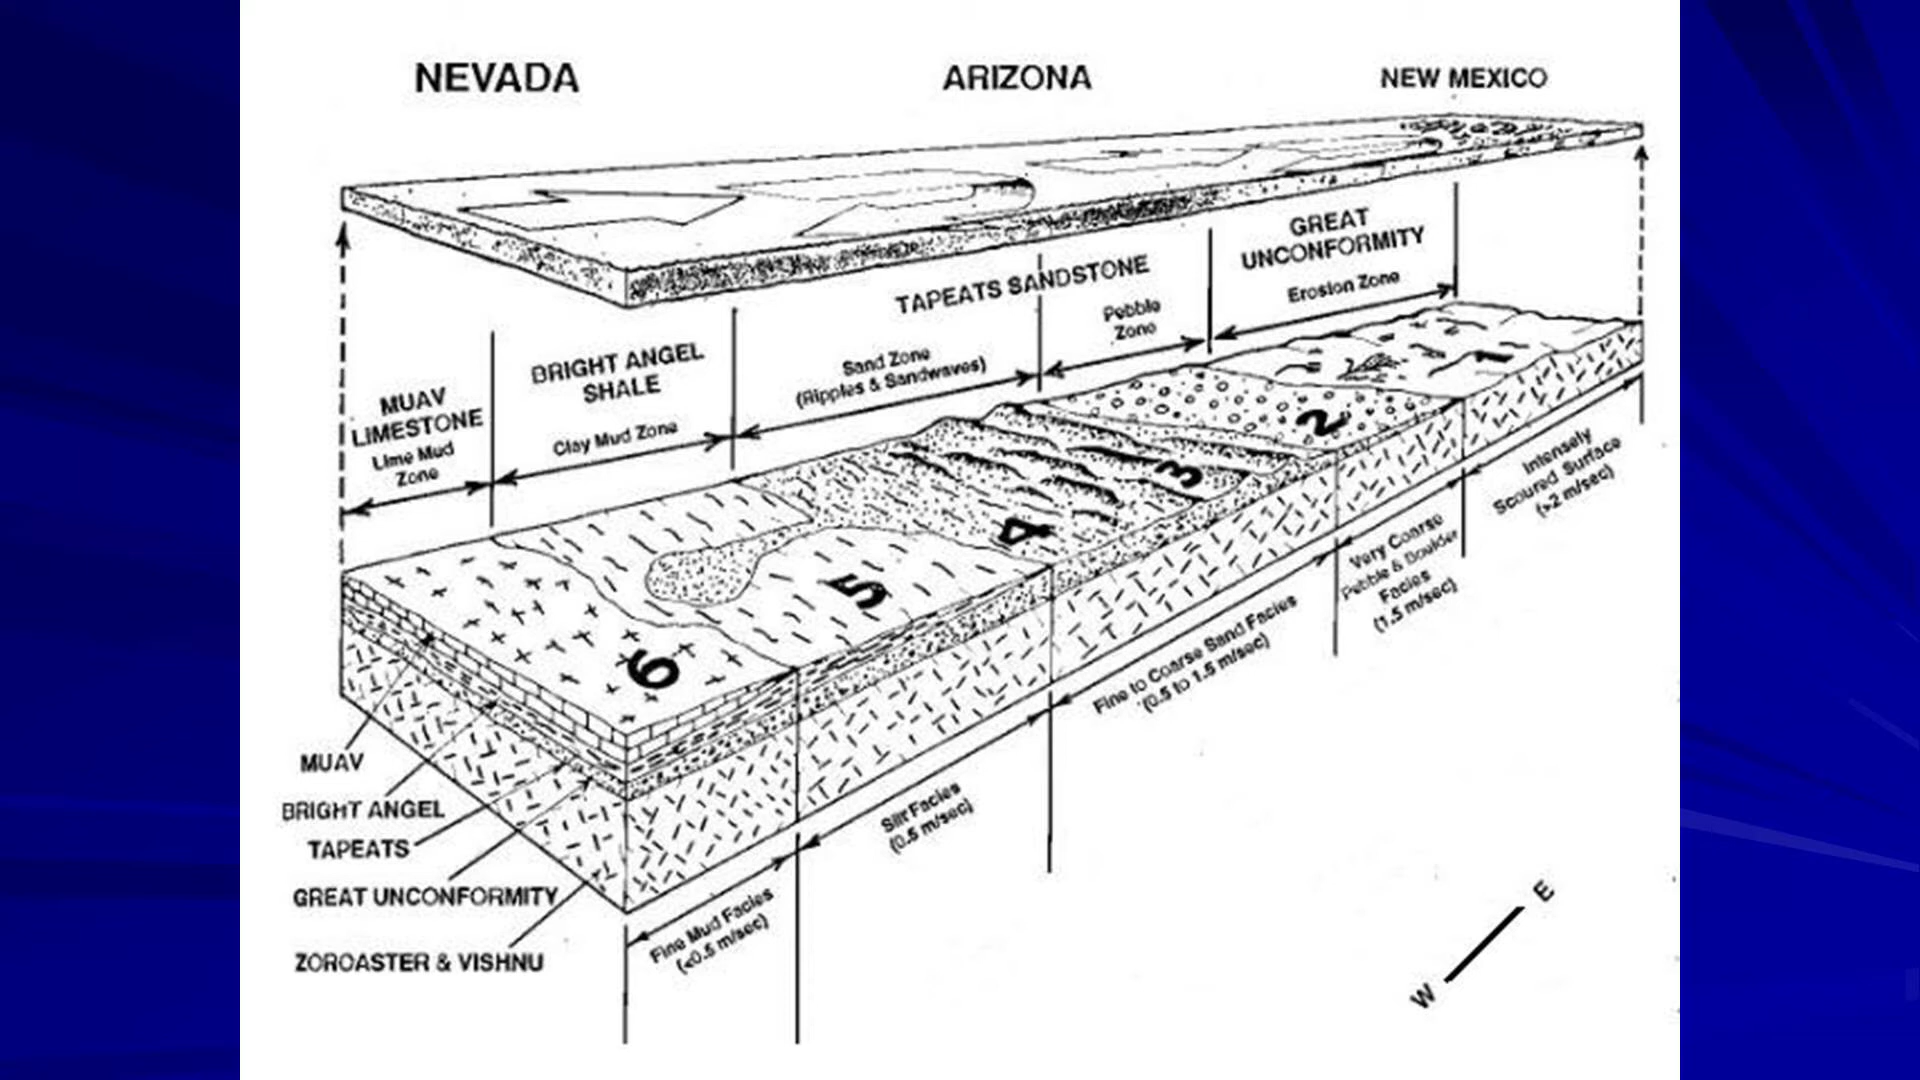 NEVADA
ARIZONA
NEW MEXICO
GREAT
UNCONFORMITY
Erosion Zone
TAPEATS SANDSTONE
Pebble
Zone
Sand Zone
(Ripples & Sandwaves)
BRIGHT ANGEL
SHALE
Clay Mud Zone
MUAV
LIMESTONE
Lime Mud
Zone
1
2
3
4
5
6
Intensely
Scoured Surface
(>2 m/sec)
Very Coarse
Pebble & Boulder
Facies
(1.5 m/sec)
Fine to Coarse Sand Facies
(0.5 to 1.5 m/sec)
Silt Facies
(0.5 m/sec)
Fine Mud Facies
(<0.5 m/sec)
MUAV
BRIGHT ANGEL
TAPEATS
GREAT UNCONFORMITY
ZOROASTER & VISHNU
E
W